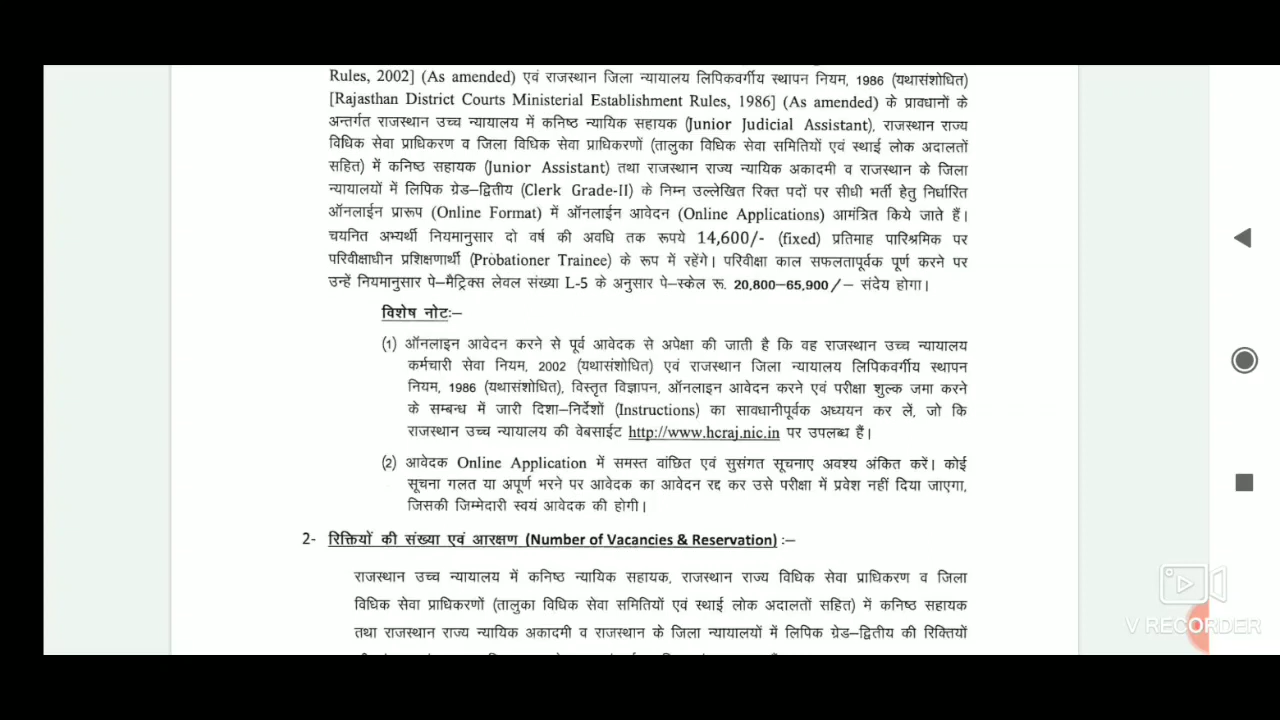 Rules, 2002] (As amended) एवं राजस्थान जिला न्यायालय लिपिकवर्गीय स्थापन नियम, 1986 (यथासंशोधित)
[Rajasthan District Courts Ministerial Establishment Rules, 1986] (As amended) के प्रावधानों के
अन्तर्गत राजस्थान उच्च न्यायालय में कनिष्ठ न्यायिक सहायक (Junior Judicial Assistant), राजस्थान राज्य
विधिक सेवा प्राधिकरण व जिला विधिक सेवा प्राधिकरणों (तालुका विधिक सेवा समितियों एवं स्थाई लोक अदालतों
सहित) में कनिष्ठ सहायक (Junior Assistant) तथा राजस्थान राज्य न्यायिक अकादमी व राजस्थान के जिला
न्यायालयों में लिपिक ग्रेड–द्वितीय (Clerk Grade-II) के निम्न उल्लेखित रिक्त पदों पर सीधी भर्ती हेतु निर्धारित
ऑनलाईन प्रारूप (Online Format) में ऑनलाईन आवेदन (Online Applications) आमंत्रित किये जाते हैं।
चयनित अभ्यर्थी नियमानुसार दो वर्ष की अवधि तक रूपये 14,600/- (fixed) प्रतिमाह पारिश्रमिक पर
परिवीक्षाधीन प्रशिक्षणार्थी (Probationer Trainee) के रूप में रहेंगे। परिवीक्षा काल सफलतापूर्वक पूर्ण करने पर
उन्हें नियमानुसार पे–मैट्रिक्स लेवल संख्या L-5 के अनुसार पे–स्केल रू. 20,800–65,900/– संदेय होगा।
विशेष नोटः–
(1) ऑनलाइन आवेदन करने से पूर्व आवेदक से अपेक्षा की जाती है कि वह राजस्थान उच्च न्यायालय
कर्मचारी सेवा नियम, 2002 (यथासंशोधित) एवं राजस्थान जिला न्यायालय लिपिकवर्गीय स्थापन
नियम, 1986 (यथासंशोधित), विस्तृत विज्ञापन, ऑनलाइन आवेदन करने एवं परीक्षा शुल्क जमा करने
के सम्बन्ध में जारी दिशा–निर्देशों (Instructions) का सावधानीपूर्वक अध्ययन कर लें, जो कि
राजस्थान उच्च न्यायालय की वेबसाईट http://www.hcraj.nic.in पर उपलब्ध हैं।
(2) आवेदक Online Application में समस्त वांछित एवं सुसंगत सूचनाए अवश्य अंकित करें। कोई
सूचना गलत या अपूर्ण भरने पर आवेदक का आवेदन रद्द कर उसे परीक्षा में प्रवेश नहीं दिया जाएगा,
जिसकी जिम्मेदारी स्वयं आवेदक की होगी।
2- रिक्तियों की संख्या एवं आरक्षण (Number of Vacancies & Reservation) :–
राजस्थान उच्च न्यायालय में कनिष्ठ न्यायिक सहायक, राजस्थान राज्य विधिक सेवा प्राधिकरण व जिला
विधिक सेवा प्राधिकरणों (तालुका विधिक सेवा समितियों एवं स्थाई लोक अदालतों सहित) में कनिष्ठ सहायक
तथा राजस्थान राज्य न्यायिक अकादमी व राजस्थान के जिला न्यायालयों में लिपिक ग्रेड–द्वितीय की रिक्तियों
V RECORDER